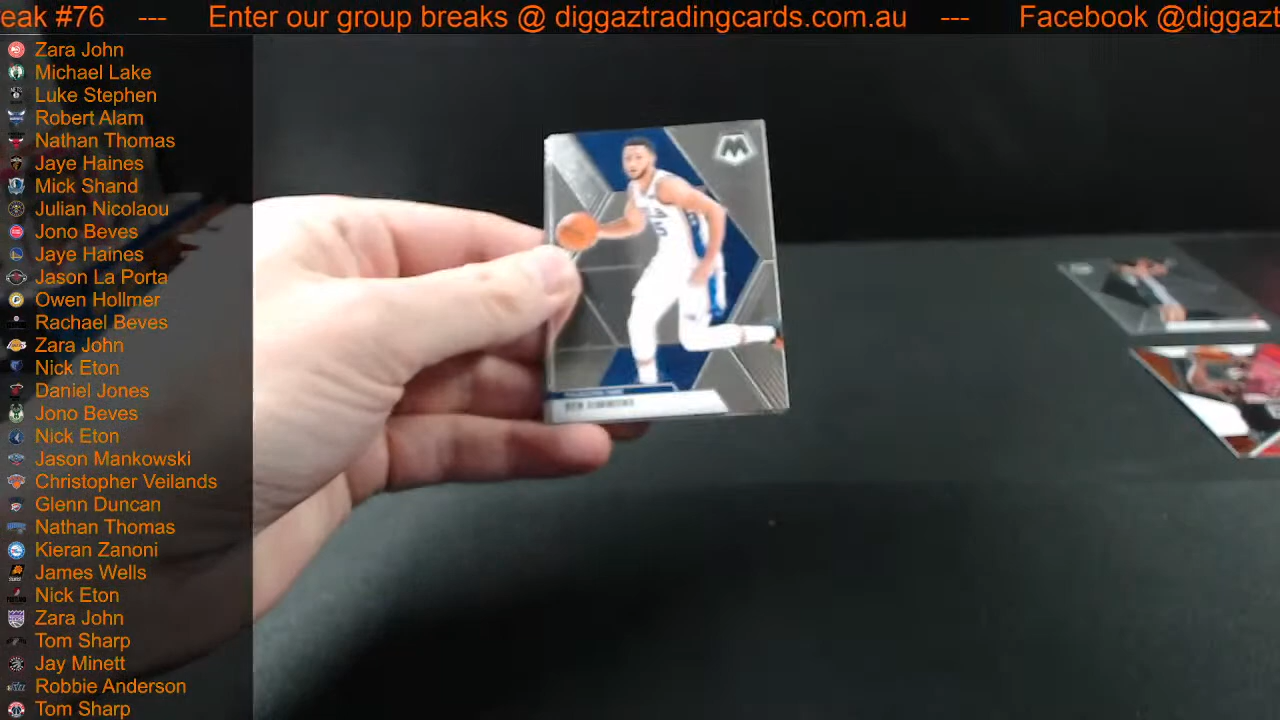 eak #76 --- Enter our group breaks @ diggaztradingcards.com.au --- Facebook @diggazt
Zara John
Michael Lake
Luke Stephen
Robert Alam
Nathan Thomas
Jaye Haines
Mick Shand
Julian Nicolaou
Jono Beves
Jaye Haines
Jason La Porta
Owen Hollmer
Rachael Beves
Zara John
Nick Eton
Daniel Jones
Jono Beves
Nick Eton
Jason Mankowski
Christopher Veilands
Glenn Duncan
Nathan Thomas
Kieran Zanoni
James Wells
Nick Eton
Zara John
Tom Sharp
Jay Minett
Robbie Anderson
Tom Sharp
BEN SIMMONS